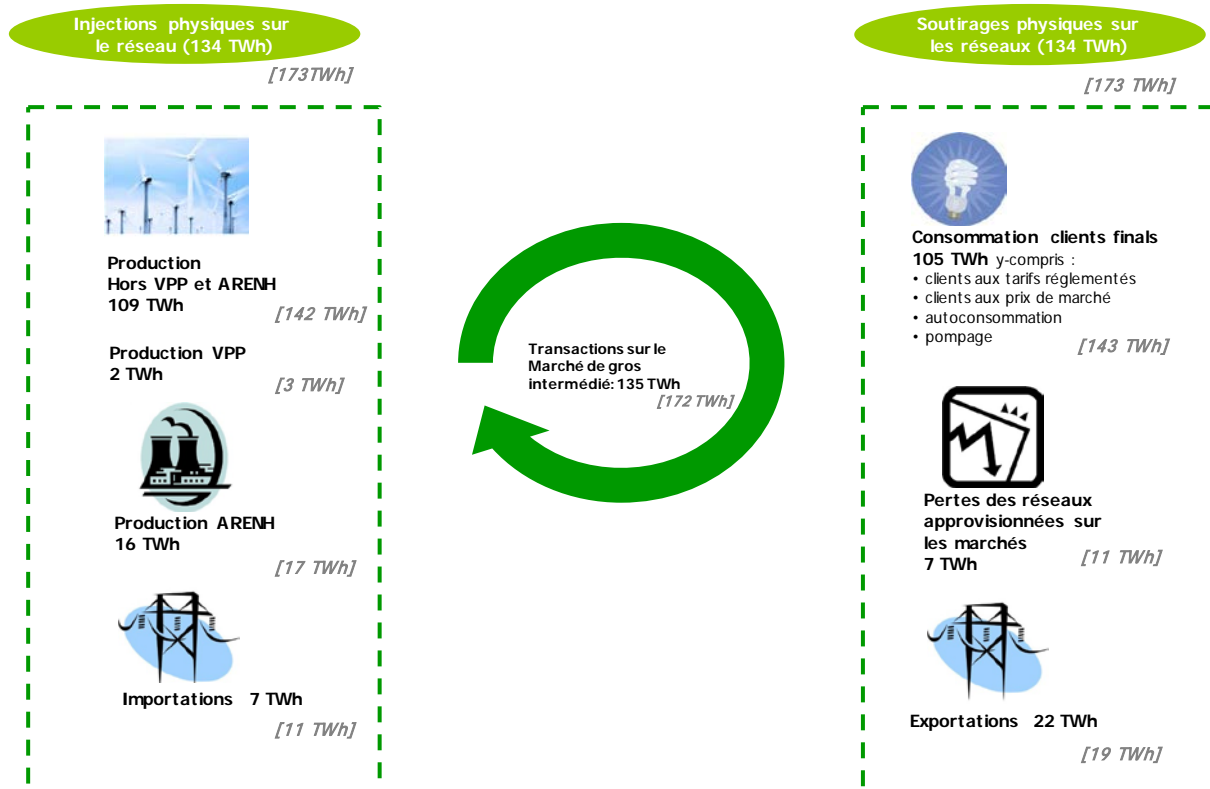 Injections physiques sur
le réseau (134 TWh)
[173TWh]
Production
Hors VPP et ARENH
109 TWh
[142 TWh]
Production VPP
2 TWh
[3 TWh]
Production ARENH
16 TWh
[17 TWh]
Importations 7 TWh
[11 TWh]
Transactions sur le
Marché de gros
intermédié: 135 TWh
[172 TWh]
Soutirages physiques sur
les réseaux (134 TWh)
[173 TWh]
Consommation clients finals
105 TWh y-compris :
• clients aux tarifs réglementés
• clients aux prix de marché
• autoconsommation
• pompage
[143 TWh]
Pertes des réseaux
approvisionnées sur
les marchés
7 TWh
[11 TWh]
Exportations 22 TWh
[19 TWh]